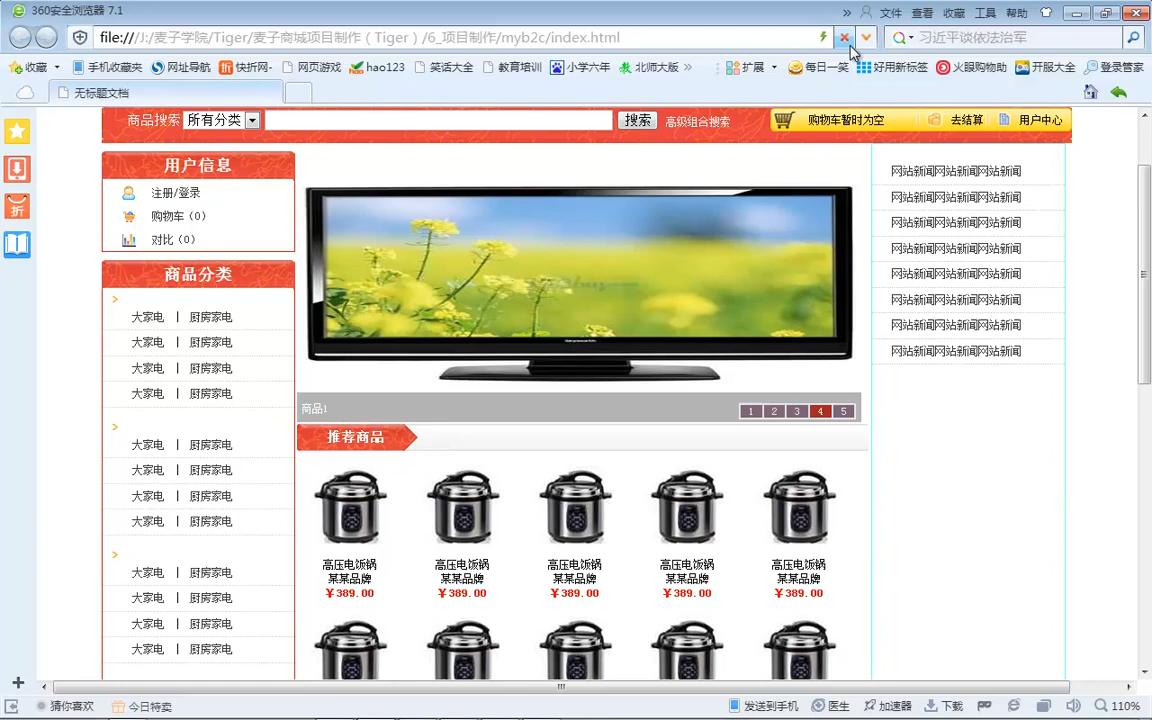 360安全浏览器 7.1
» 文件 查看 收藏 工具 帮助
file:///J:/麦子学院/Tiger/麦子商城项目制作（Tiger）/6_项目制作/myb2c/index.html
习近平谈依法治军
收藏 手机收藏夹 网址导航 快折网- 网页游戏 hao123 笑话大全 教育培训 小学六年 北师大版 » 扩展 每日一笑 好用新标签 火眼购物助 开服大全 登录管家
无标题文档
商品搜索 所有分类 搜索 高级组合搜索 购物车暂时为空 去结算 用户中心
折
用户信息
注册/登录
购物车（0）
对比（0）
商品分类
>
大家电 | 厨房家电
大家电 | 厨房家电
大家电 | 厨房家电
大家电 | 厨房家电
>
大家电 | 厨房家电
大家电 | 厨房家电
大家电 | 厨房家电
大家电 | 厨房家电
>
大家电 | 厨房家电
大家电 | 厨房家电
大家电 | 厨房家电
大家电 | 厨房家电
商品1 1 2 3 4 5
推荐商品
高压电饭锅 高压电饭锅 高压电饭锅 高压电饭锅 高压电饭锅
某某品牌 某某品牌 某某品牌 某某品牌 某某品牌
￥389.00 ￥389.00 ￥389.00 ￥389.00 ￥389.00
网站新闻网站新闻网站新闻
网站新闻网站新闻网站新闻
网站新闻网站新闻网站新闻
网站新闻网站新闻网站新闻
网站新闻网站新闻网站新闻
网站新闻网站新闻网站新闻
网站新闻网站新闻网站新闻
网站新闻网站新闻网站新闻
猜你喜欢 今日特卖 发送到手机 医生 加速器 下载 110%